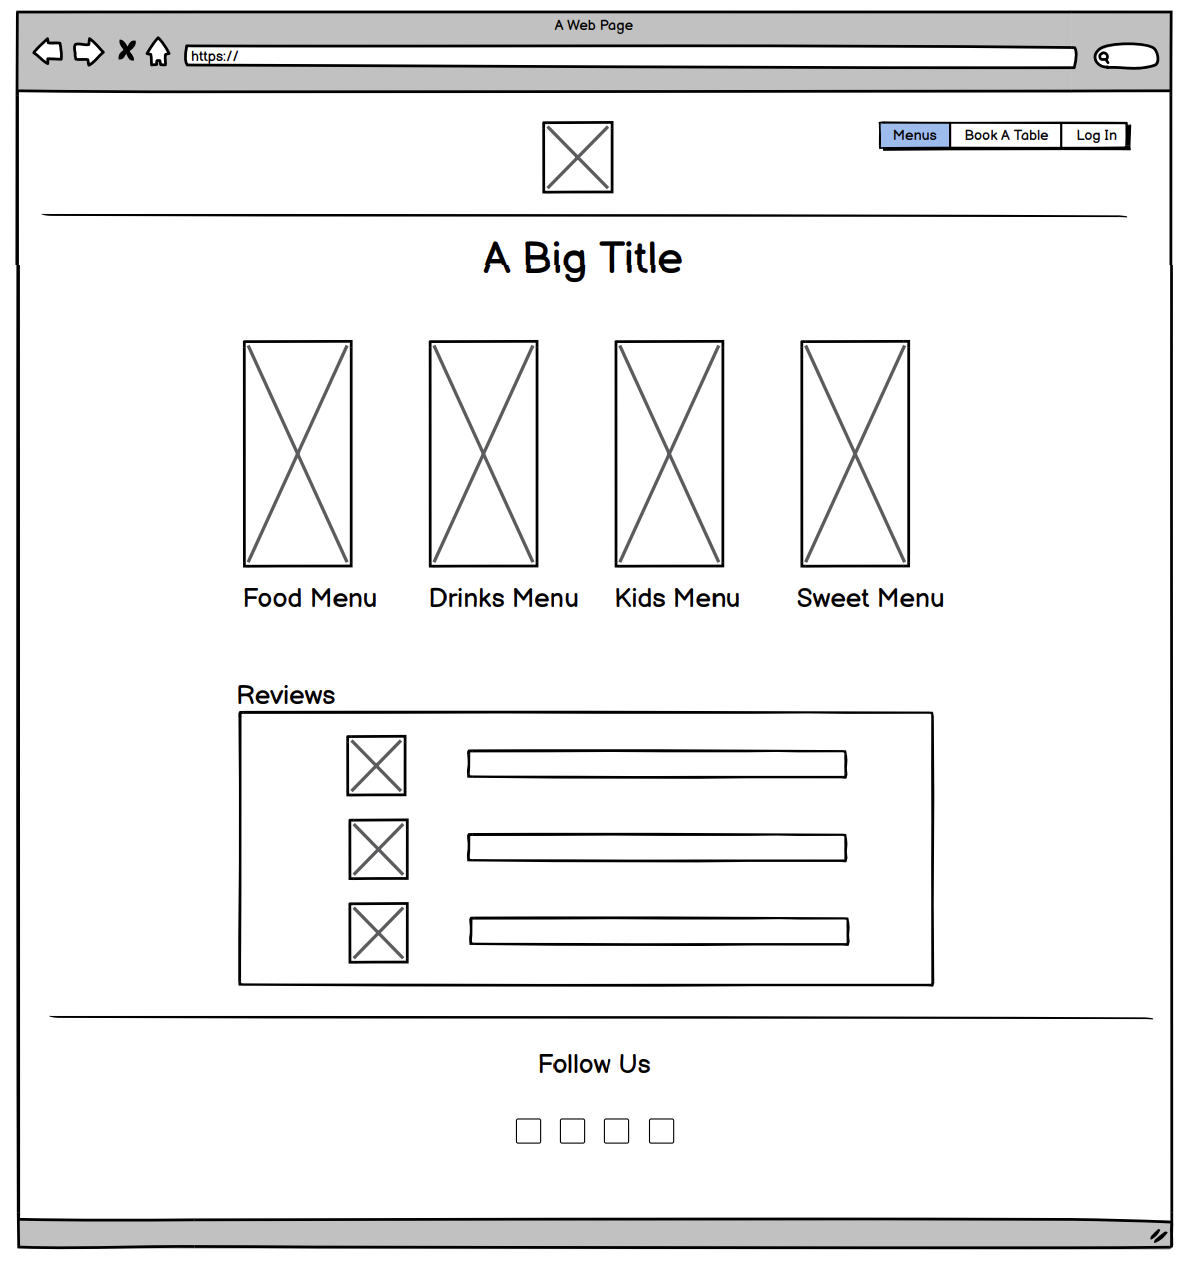 A Web Page
https://
Menus Book A Table Log In
A Big Title
Food Menu Drinks Menu Kids Menu Sweet Menu
Reviews
Follow Us